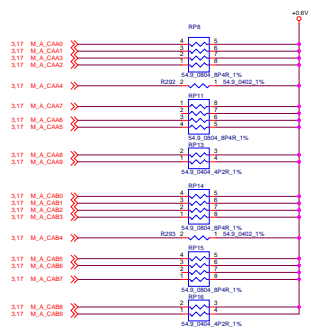 +0.6V
RP8
3,17 M_A_CAA0 4 5
3,17 M_A_CAA1 3 6
3,17 M_A_CAA3 2 7
3,17 M_A_CAA2 1 8
54.9_0804_8P4R_1%
3,17 M_A_CAA4 R292 2 1 54.9_0402_1%
RP11
3,17 M_A_CAA7 1 8
2 7
3,17 M_A_CAA6 3 6
3,17 M_A_CAA5 4 5
54.9_0804_8P4R_1%
RP13
3,17 M_A_CAA8 2 3
3,17 M_A_CAA9 1 4
54.9_0404_4P2R_1%
RP14
3,17 M_A_CAB0 4 5
3,17 M_A_CAB1 3 6
3,17 M_A_CAB2 2 7
3,17 M_A_CAB3 1 8
54.9_0804_8P4R_1%
3,17 M_A_CAB4 R293 2 1 54.9_0402_1%
RP15
3,17 M_A_CAB5 4 5
3,17 M_A_CAB6 3 6
2 7
3,17 M_A_CAB7 1 8
54.9_0804_8P4R_1%
RP16
3,17 M_A_CAB8 2 3
3,17 M_A_CAB9 1 4
54.9_0404_4P2R_1%